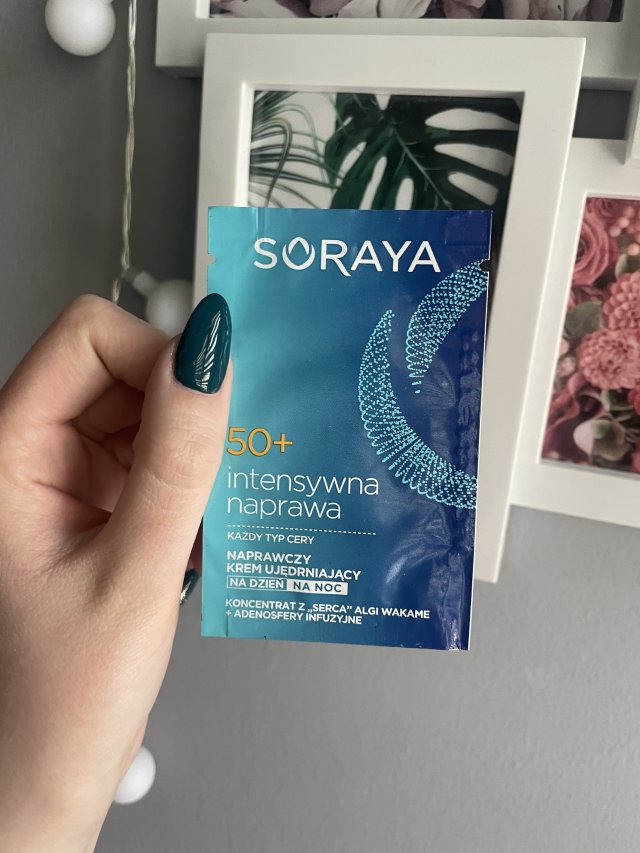 SORAYA
50+
intensywna
naprawa
KAŻDY TYP CERY
NAPRAWCZY
KREM UJĘDRNIAJĄCY
NA DZIEŃ NA NOC
KONCENTRAT Z „SERCA” ALGI WAKAME
+ ADENOSFERY INFUZYJNE